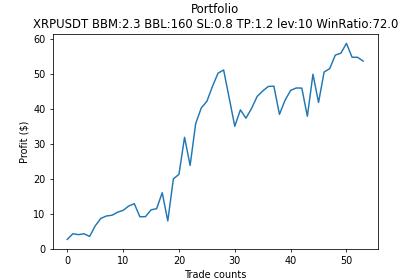 Portfolio
XRPUSDT BBM:2.3 BBL:160 SL:0.8 TP:1.2 lev:10 WinRatio:72.0
60
50
40
30
20
10
0
Profit ($)
0 10 20 30 40 50
Trade counts